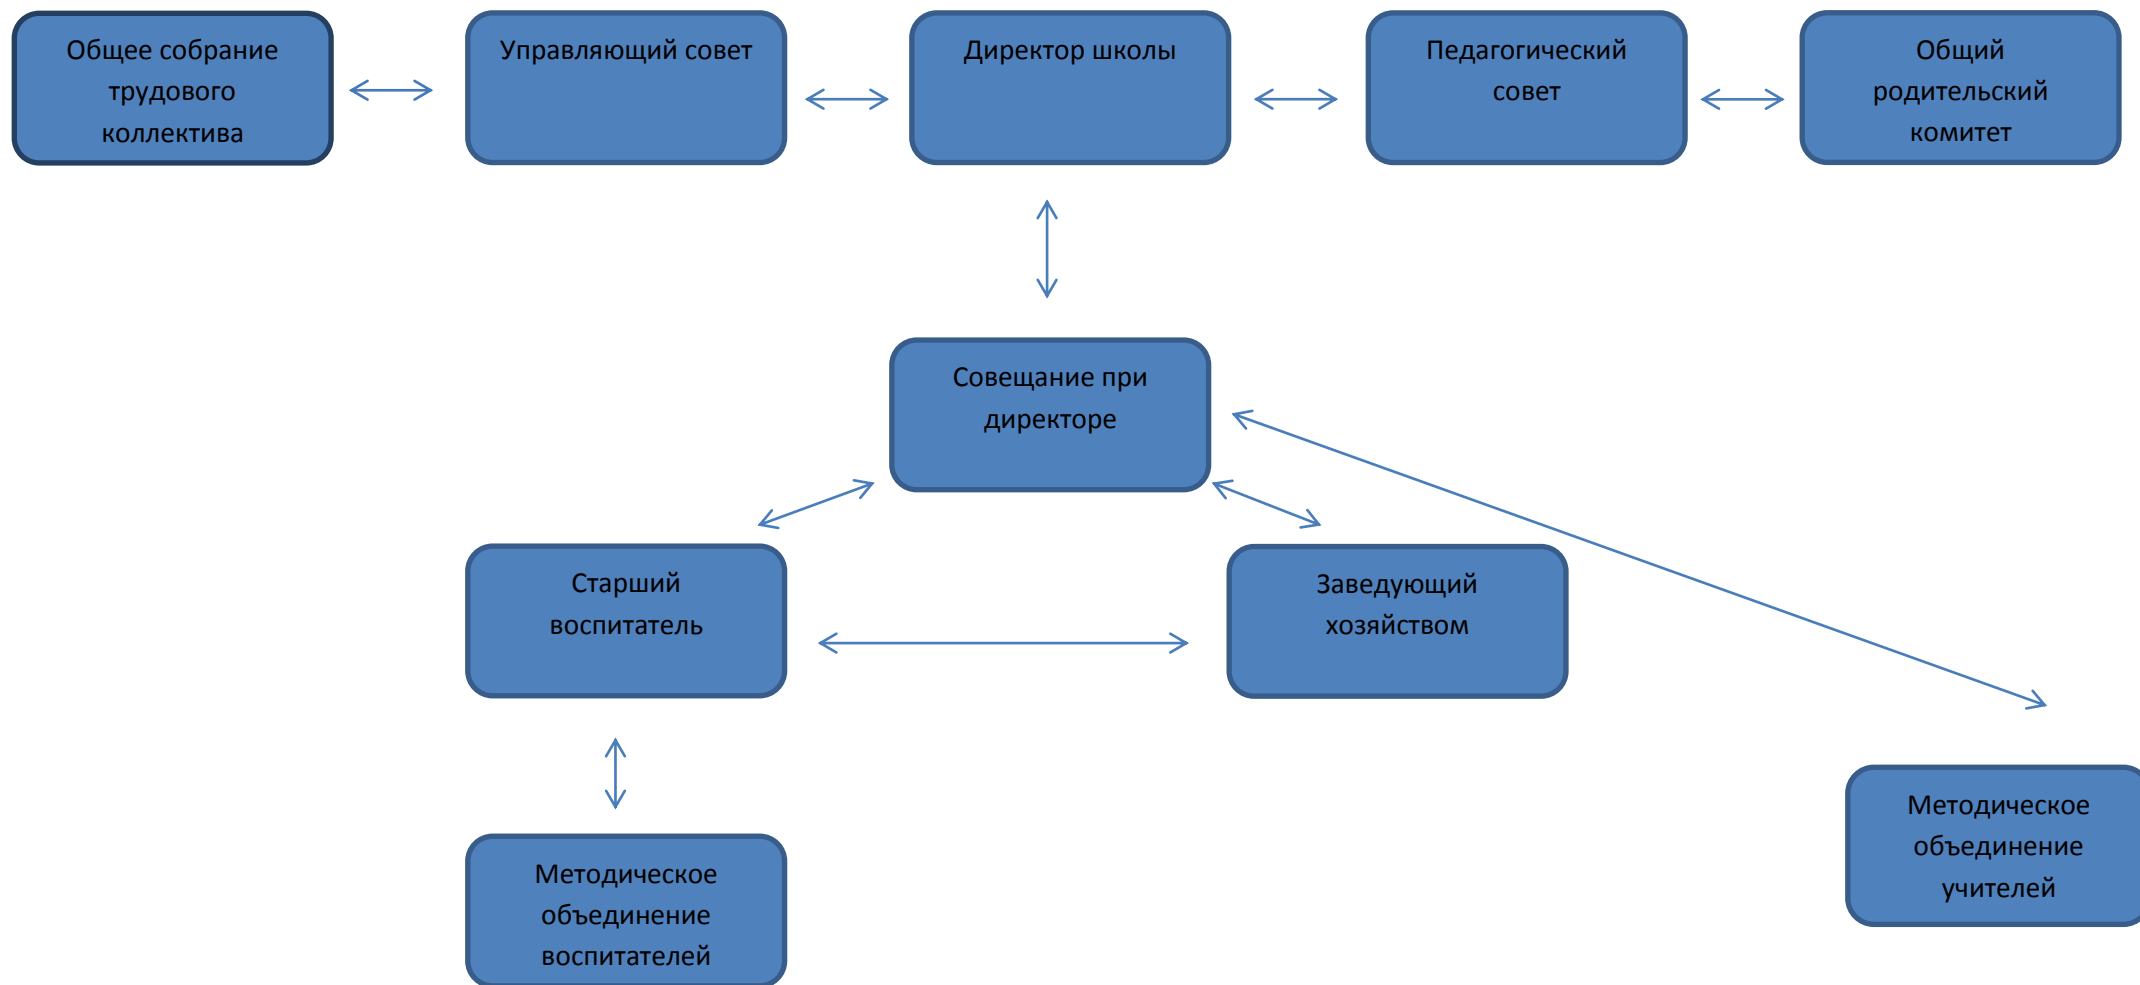 Общее собрание
трудового
коллектива
Управляющий совет
Директор школы
Педагогический
совет
Общий
родительский
комитет
Совещание при
директоре
Старший
воспитатель
Заведующий
хозяйством
Методическое
объединение
воспитателей
Методическое
объединение
учителей